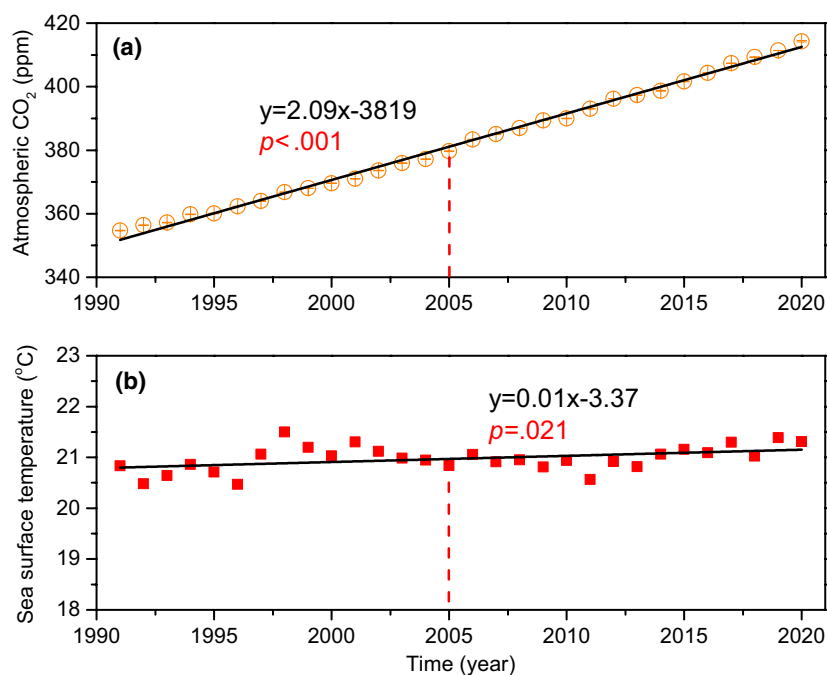 (a)
Atmospheric CO₂ (ppm)
420
400
380
360
340
y=2.09x-3819
p<.001
1990 1995 2000 2005 2010 2015 2020
(b)
Sea surface temperature (°C)
23
22
21
20
19
18
y=0.01x-3.37
p=.021
1990 1995 2000 2005 2010 2015 2020
Time (year)